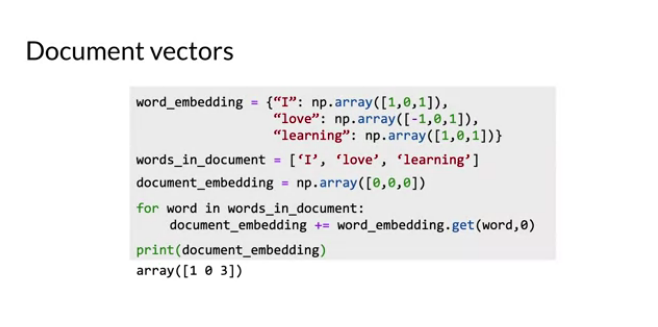 Document vectors
word_embedding = {“I”: np.array([1,0,1]),
“love”: np.array([-1,0,1]),
“learning”: np.array([1,0,1])}
words_in_document = [‘I’, ‘love’, ‘learning’]
document_embedding = np.array([0,0,0])
for word in words_in_document:
document_embedding += word_embedding.get(word,0)
print(document_embedding)
array([1 0 3])